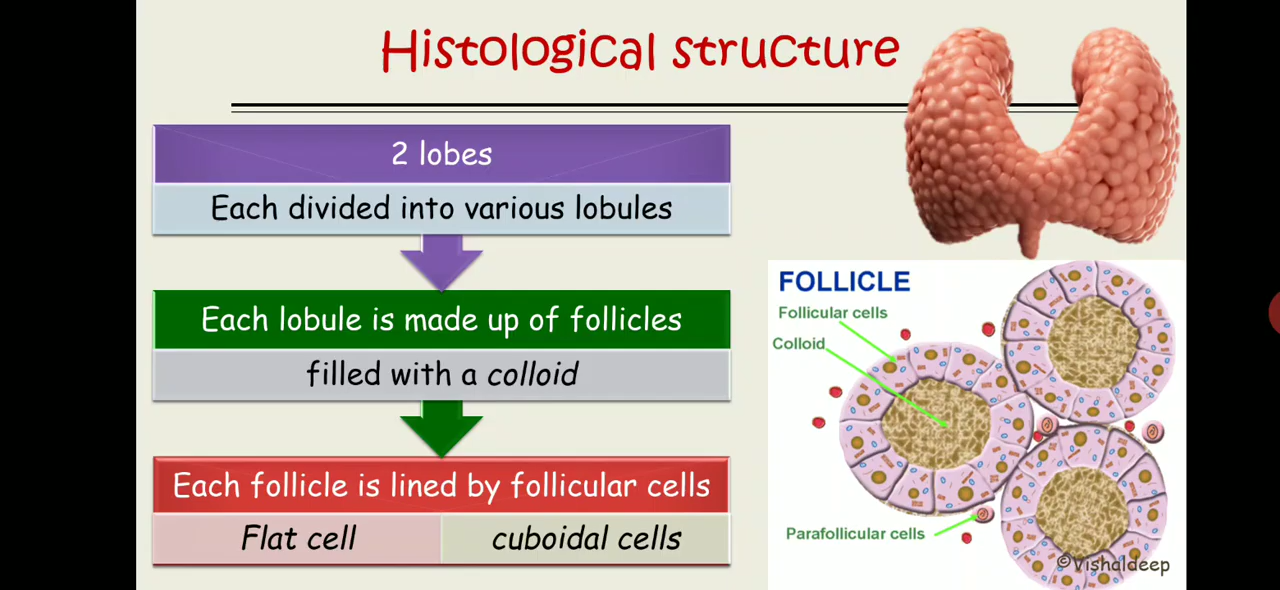 Histological structure
2 lobes
Each divided into various lobules
Each lobule is made up of follicles
filled with a colloid
Each follicle is lined by follicular cells
Flat cell
cuboidal cells
FOLLICLE
Follicular cells
Colloid
Parafollicular cells
©Vishaldeep